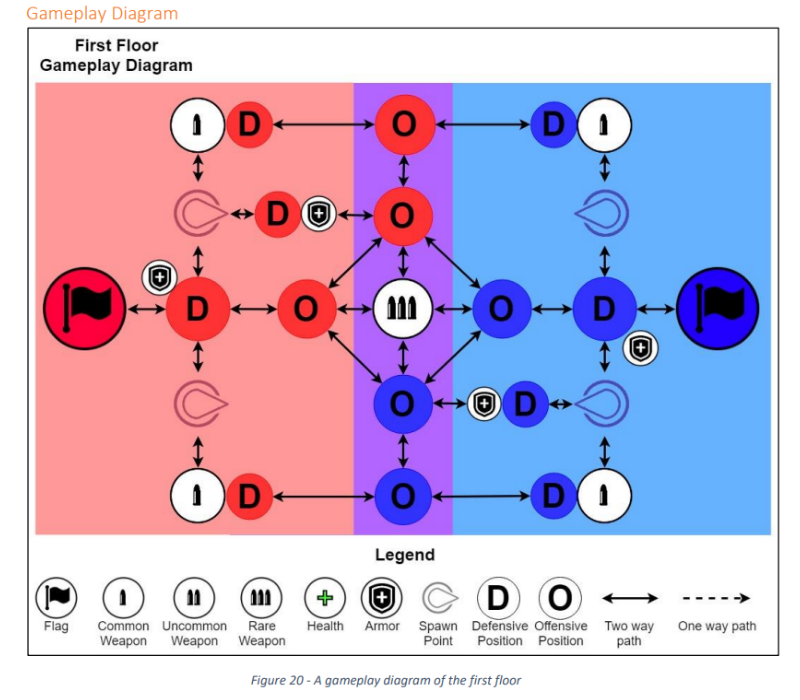 Gameplay Diagram
First Floor
Gameplay Diagram
D O D
D O
D O O D
O D
D O D
Legend
D O
Flag Common Weapon Uncommon Weapon Rare Weapon Health Armor Spawn Point Defensive Position Offensive Position Two way path One way path
Figure 20 - A gameplay diagram of the first floor